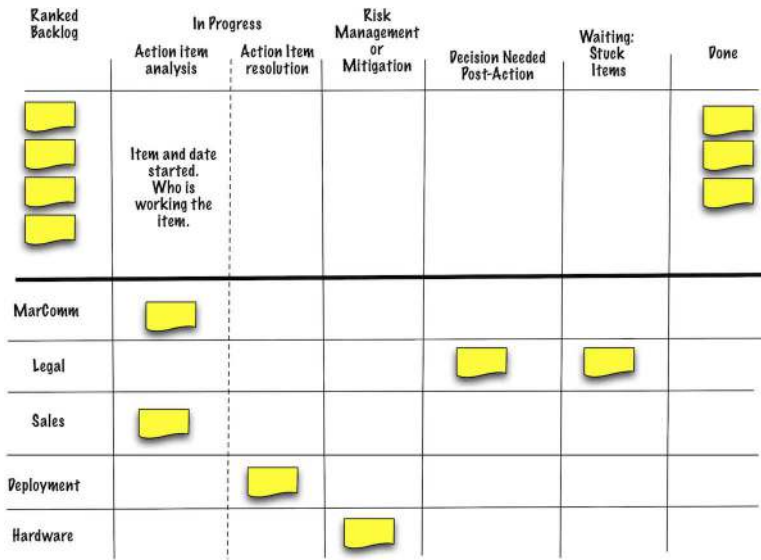 Ranked
Backlog
In Progress
Action item
analysis
Action Item
resolution
Risk
Management
or
Mitigation
Decision Needed
Post-Action
Waiting:
Stuck
Items
Done
Item and date
started.
Who is
working the
item.
MarComm
Legal
Sales
Deployment
Hardware